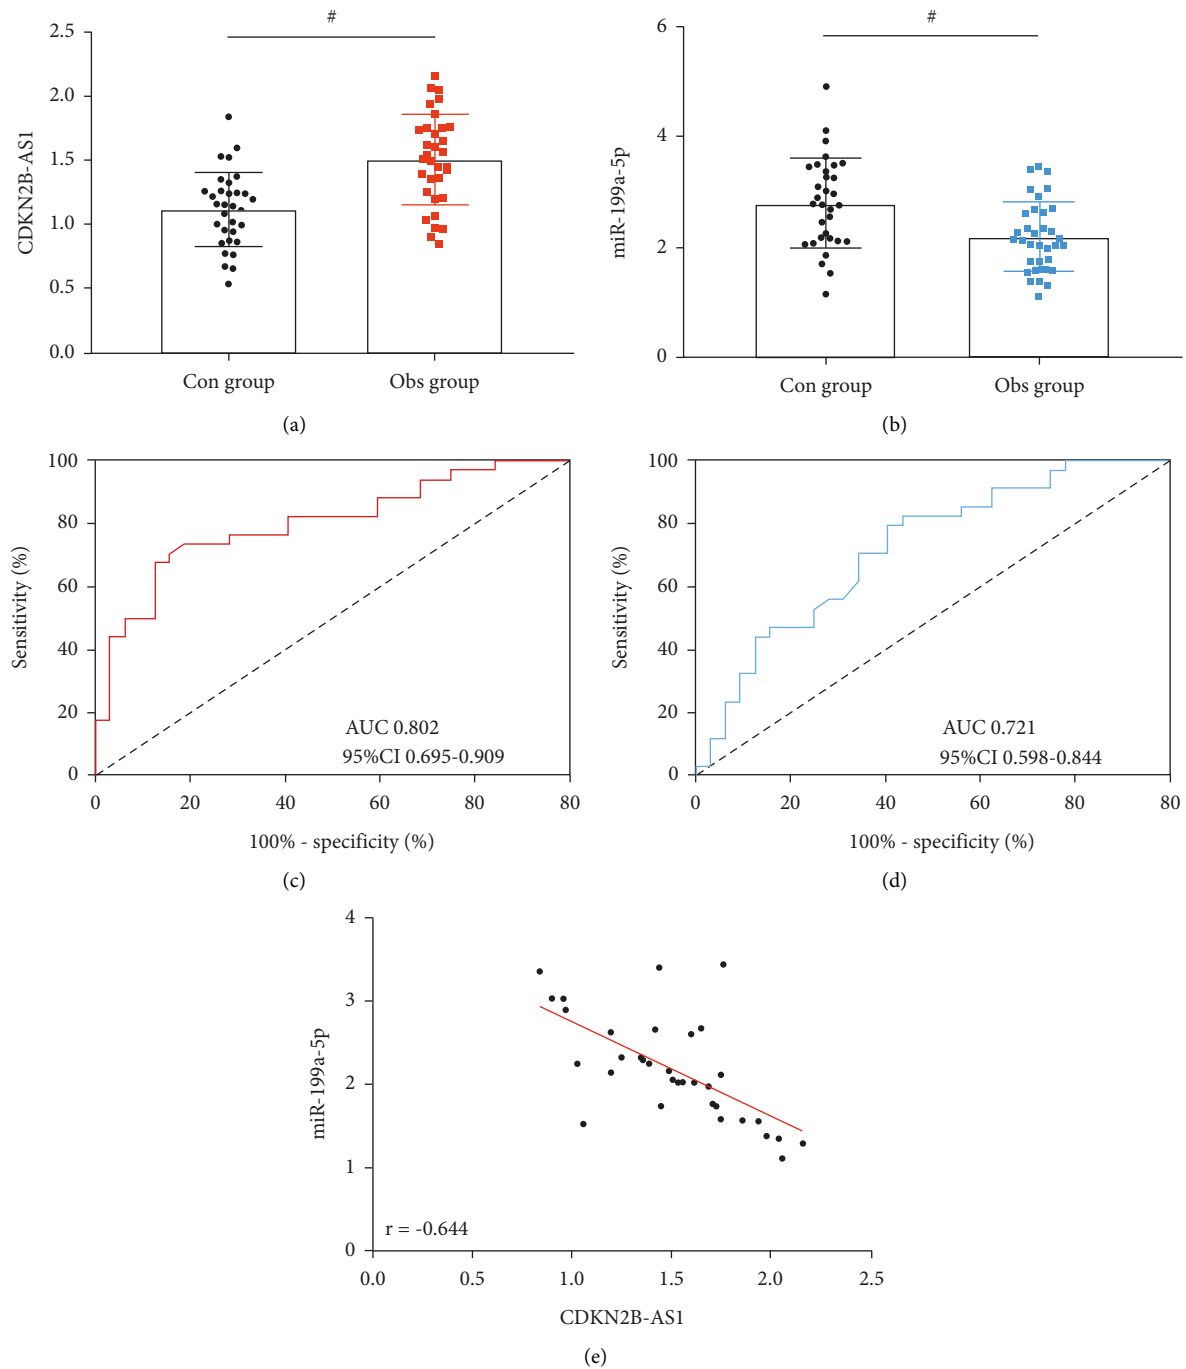 #
2.5
2.0
1.5
1.0
0.5
0.0
CDKN2B-AS1
Con group
Obs group
(a)
#
6
4
2
0
miR-199a-5p
Con group
Obs group
(b)
100
80
60
40
20
0
Sensitivity (%)
AUC 0.802
95%CI 0.695-0.909
0 20 40 60 80 80
100% - specificity (%)
(c)
100
80
60
40
20
0
Sensitivity (%)
AUC 0.721
95%CI 0.598-0.844
0 20 40 60 80 80
100% - specificity (%)
(d)
4
3
2
1
0
miR-199a-5p
r = -0.644
0.0 0.5 1.0 1.5 2.0 2.5
CDKN2B-AS1
(e)